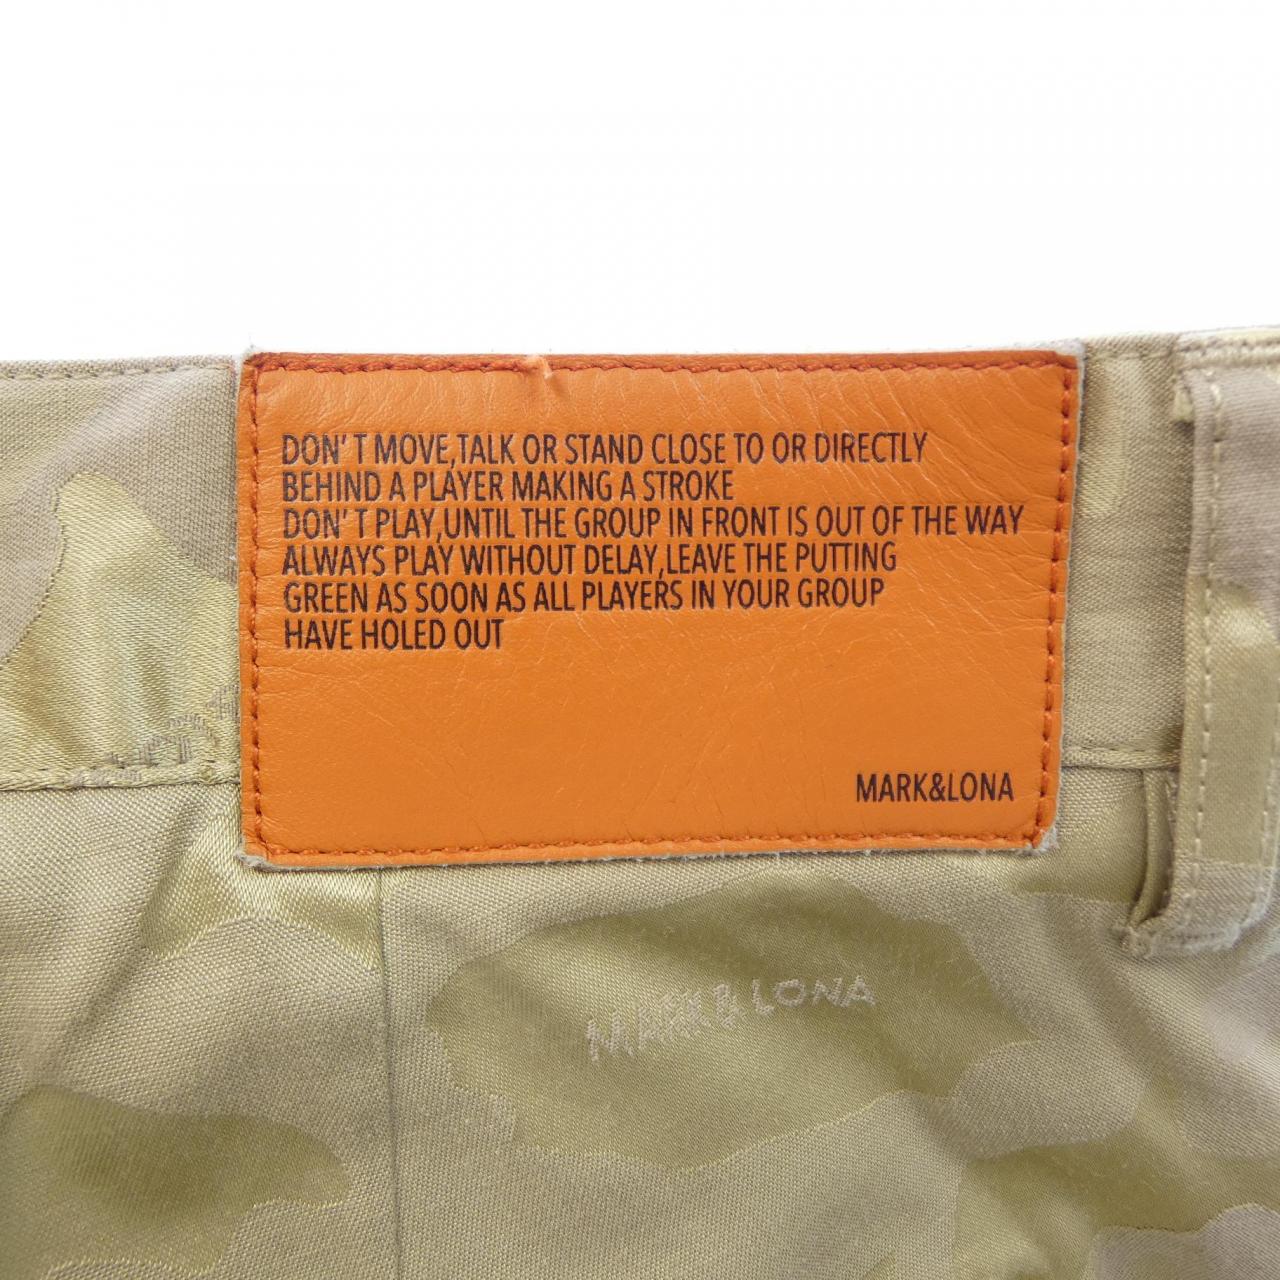 DON'T MOVE,TALK OR STAND CLOSE TO OR DIRECTLY
BEHIND A PLAYER MAKING A STROKE
DON'T PLAY,UNTIL THE GROUP IN FRONT IS OUT OF THE WAY
ALWAYS PLAY WITHOUT DELAY,LEAVE THE PUTTING
GREEN AS SOON AS ALL PLAYERS IN YOUR GROUP
HAVE HOLED OUT
MARK&LONA
MARK & LONA